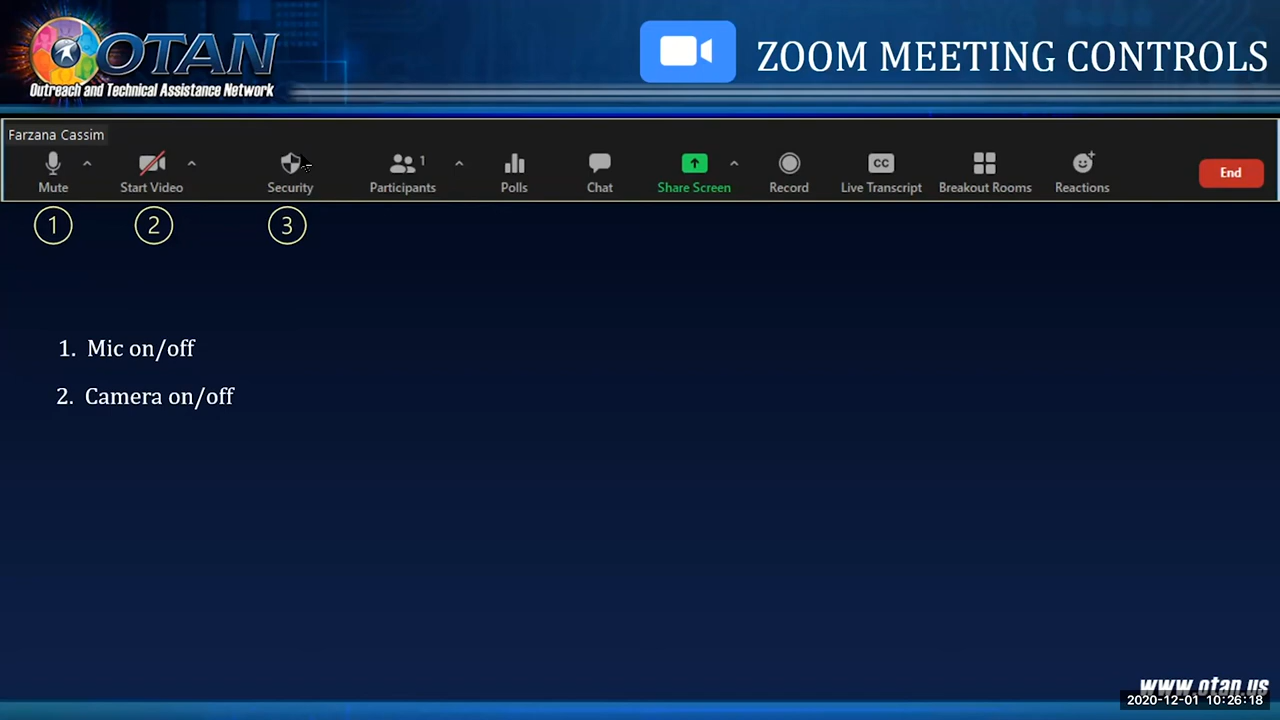 OTAN
Outreach and Technical Assistance Network
ZOOM MEETING CONTROLS
Farzana Cassim
1
CC
Mute Start Video Security Participants Polls Chat Share Screen Record Live Transcript Breakout Rooms Reactions End
1 2 3
1. Mic on/off
2. Camera on/off
www.otan.us
2020-12-01 10:26:18